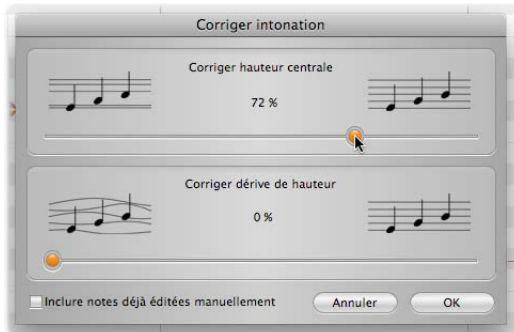 Corriger intonation
Corriger hauteur centrale
72 %
Corriger dérive de hauteur
0 %
Inclure notes déjà éditées manuellement
Annuler
OK